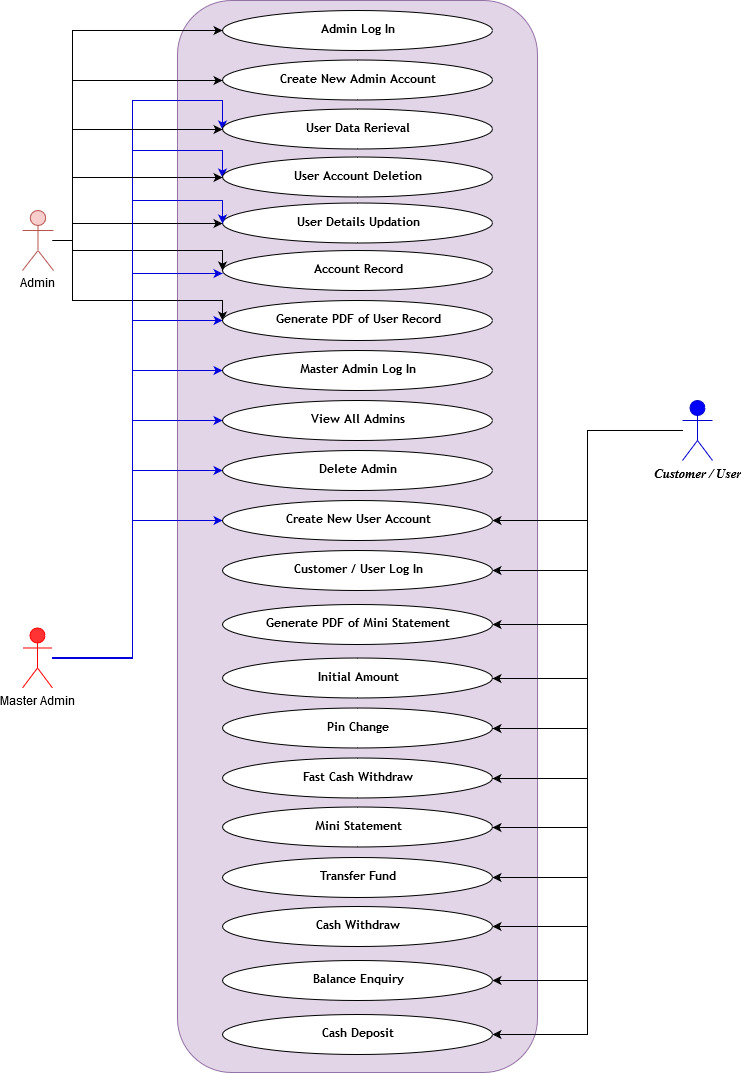 Admin Log In
Create New Admin Account
User Data Rerieval
User Account Deletion
User Details Updation
Account Record
Admin
Generate PDF of User Record
Master Admin Log In
View All Admins
Delete Admin
Customer / User
Create New User Account
Customer / User Log In
Generate PDF of Mini Statement
Initial Amount
Master Admin
Pin Change
Fast Cash Withdraw
Mini Statement
Transfer Fund
Cash Withdraw
Balance Enquiry
Cash Deposit